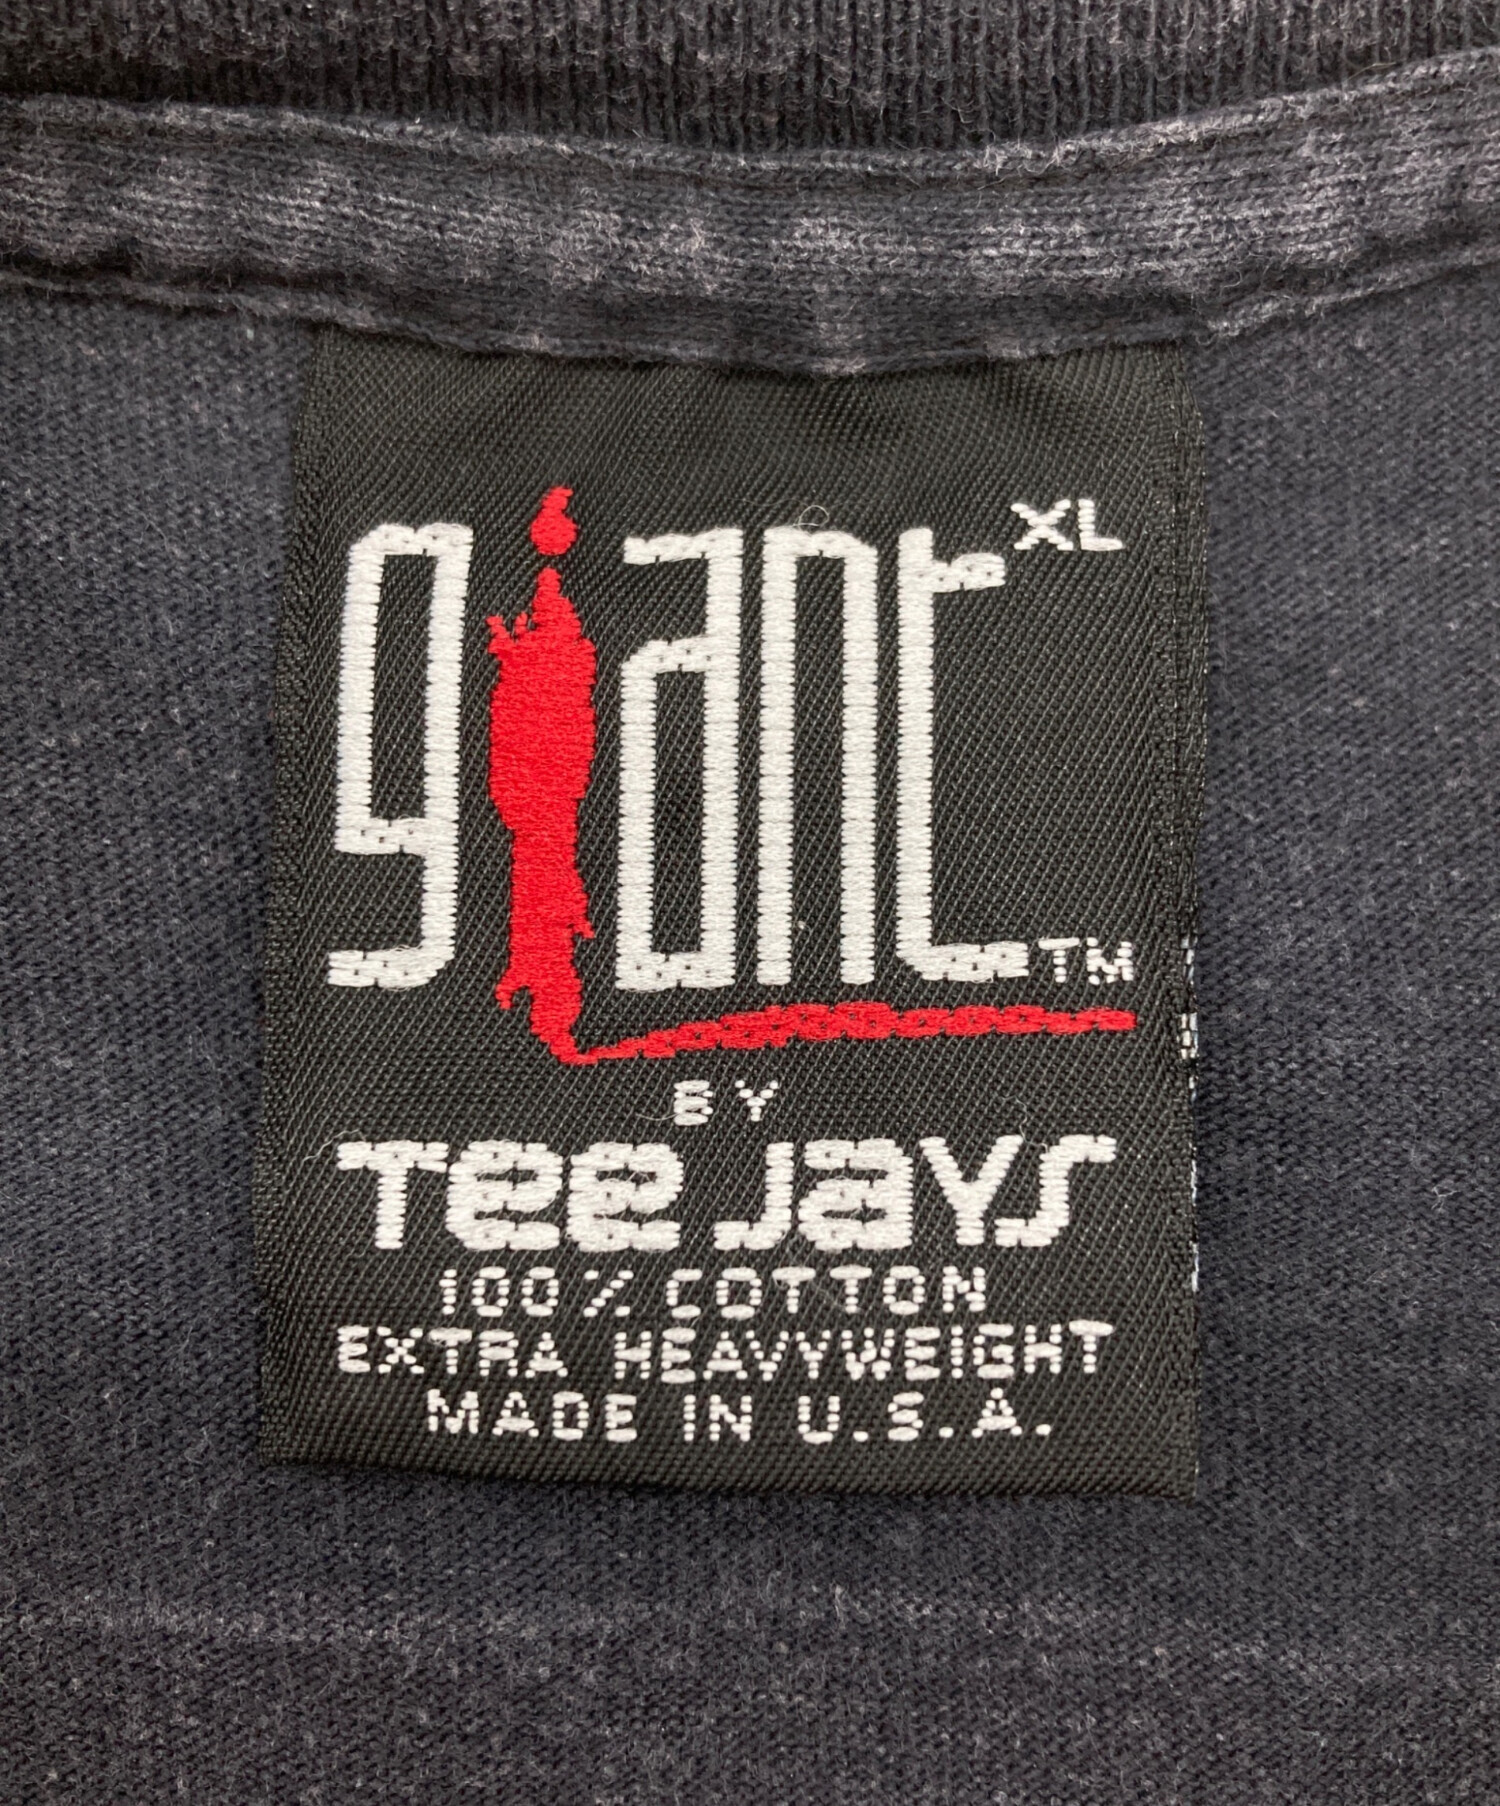 giant XL
TM
BY
Tee Jays
100% COTTON
EXTRA HEAVYWEIGHT
MADE IN U.S.A.